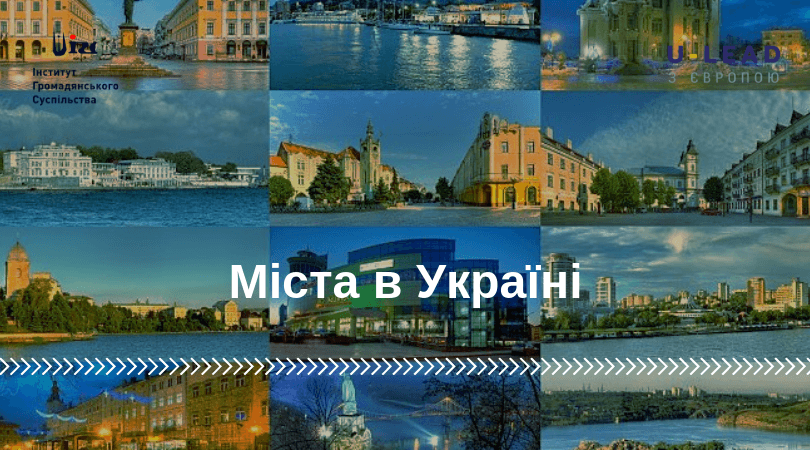 Інститут
Громадянського
Суспільства
U-LEAD
З ЄВРОПОЮ
Міста в Україні